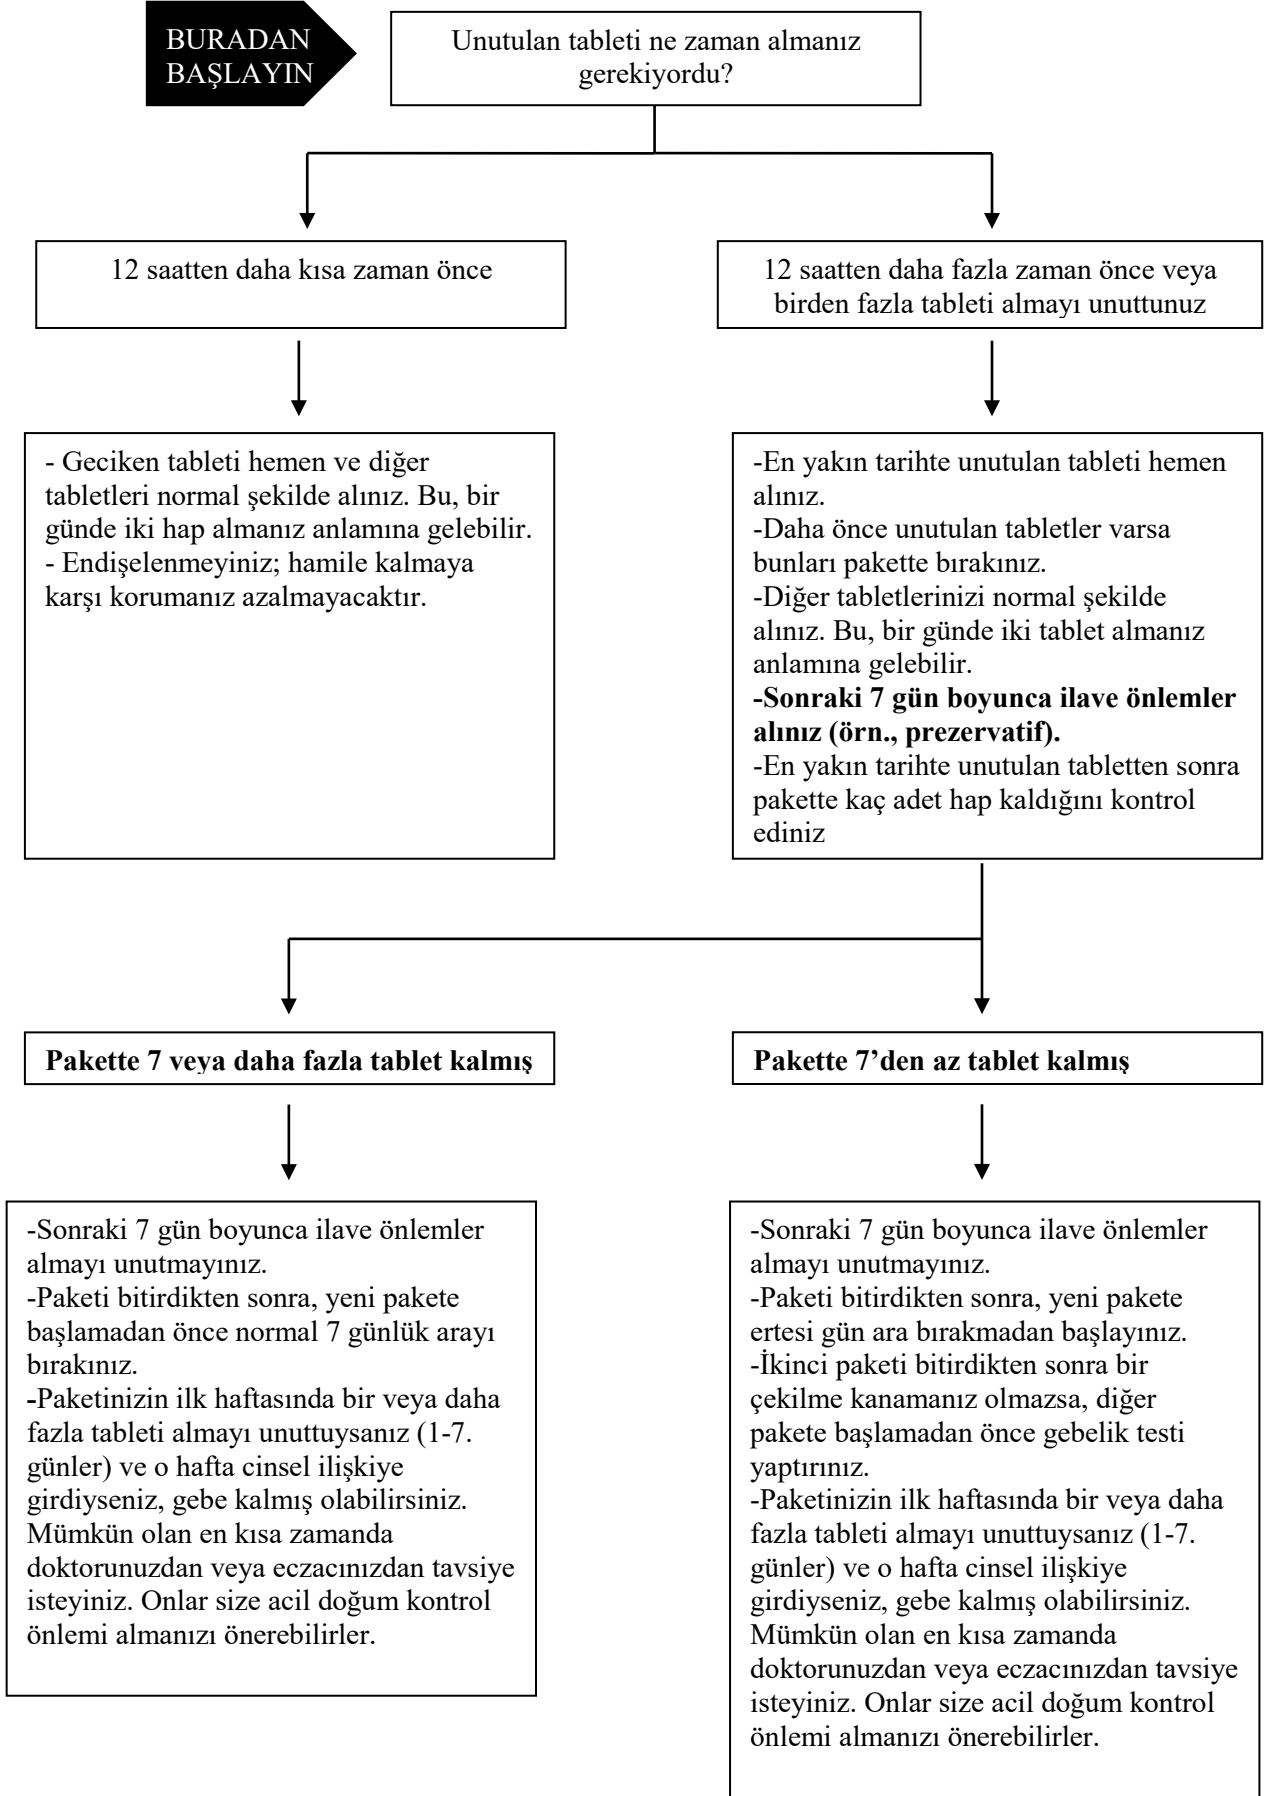 BURADAN
BAŞLAYIN
Unutulan tableti ne zaman almanız
gerekiyordu?
12 saatten daha kısa zaman önce
12 saatten daha fazla zaman önce veya
birden fazla tableti almayı unuttunuz
- Geciken tableti hemen ve diğer
tabletleri normal şekilde alınız. Bu, bir
günde iki hap almanız anlamına gelebilir.
- Endişelenmeyiniz; hamile kalmaya
karşı korumanız azalmayacaktır.
-En yakın tarihte unutulan tableti hemen
alınız.
-Daha önce unutulan tabletler varsa
bunları pakette bırakınız.
-Diğer tabletlerinizi normal şekilde
alınız. Bu, bir günde iki tablet almanız
anlamına gelebilir.
-Sonraki 7 gün boyunca ilave önlemler
alınız (örn., prezervatif).
-En yakın tarihte unutulan tabletten sonra
pakette kaç adet hap kaldığını kontrol
ediniz
Pakette 7 veya daha fazla tablet kalmış
Pakette 7’den az tablet kalmış
-Sonraki 7 gün boyunca ilave önlemler
almayı unutmayınız.
-Paketi bitirdikten sonra, yeni pakete
başlamadan önce normal 7 günlük arayı
bırakınız.
-Paketinizin ilk haftasında bir veya daha
fazla tableti almayı unuttuysanız (1-7.
günler) ve o hafta cinsel ilişkiye
girdiyseniz, gebe kalmış olabilirsiniz.
Mümkün olan en kısa zamanda
doktorunuzdan veya eczacınızdan tavsiye
isteyiniz. Onlar size acil doğum kontrol
önlemi almanızı önerebilirler.
-Sonraki 7 gün boyunca ilave önlemler
almayı unutmayınız.
-Paketi bitirdikten sonra, yeni pakete
ertesi gün ara bırakmadan başlayınız.
-İkinci paketi bitirdikten sonra bir
çekilme kanamanız olmazsa, diğer
pakete başlamadan önce gebelik testi
yaptırınız.
-Paketinizin ilk haftasında bir veya daha
fazla tableti almayı unuttuysanız (1-7.
günler) ve o hafta cinsel ilişkiye
girdiyseniz, gebe kalmış olabilirsiniz.
Mümkün olan en kısa zamanda
doktorunuzdan veya eczacınızdan tavsiye
isteyiniz. Onlar size acil doğum kontrol
önlemi almanızı önerebilirler.